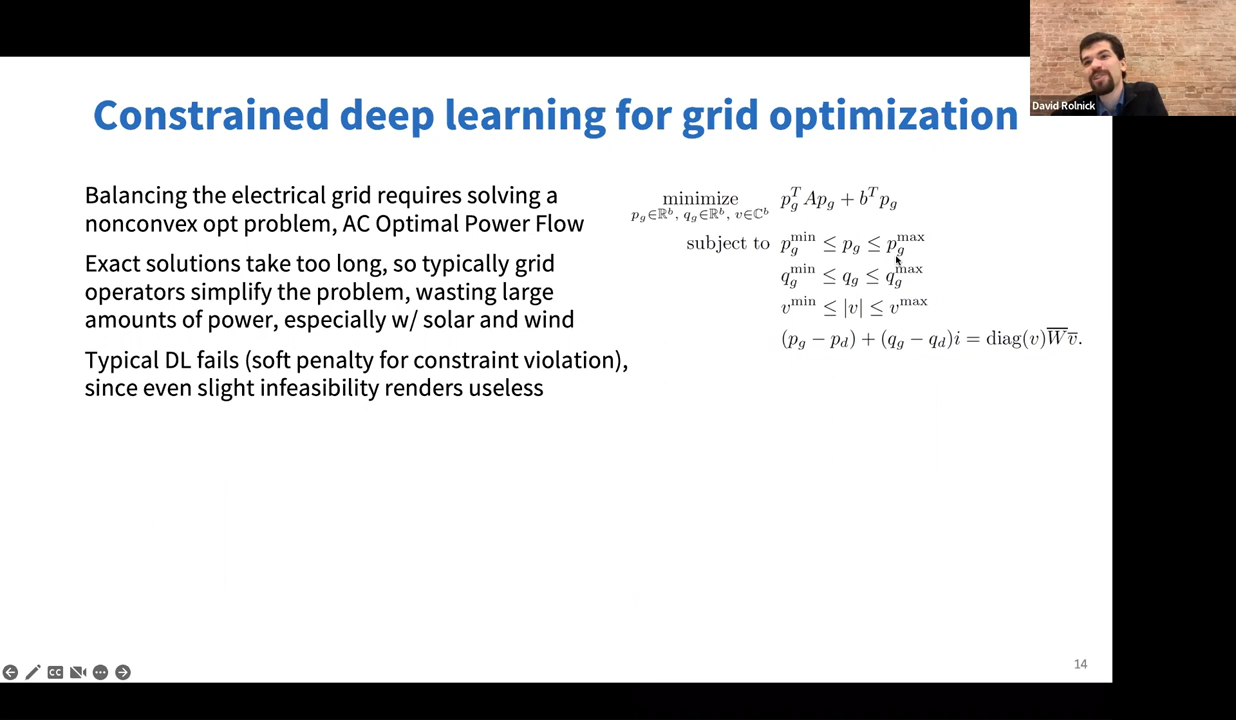 Constrained deep learning for grid optimization
David Rolnick
Balancing the electrical grid requires solving a
nonconvex opt problem, AC Optimal Power Flow
Exact solutions take too long, so typically grid
operators simplify the problem, wasting large
amounts of power, especially w/ solar and wind
Typical DL fails (soft penalty for constraint violation),
since even slight infeasibility renders useless
minimize p_g^T A p_g + b^T p_g
p_g∈ℝ^b, q_g∈ℝ^b, v∈ℂ^b
subject to p_g^min ≤ p_g ≤ p_g^max
q_g^min ≤ q_g ≤ q_g^max
v^min ≤ |v| ≤ v^max
(p_g − p_d) + (q_g − q_d)i = diag(v)W̅v̅.
CC
14